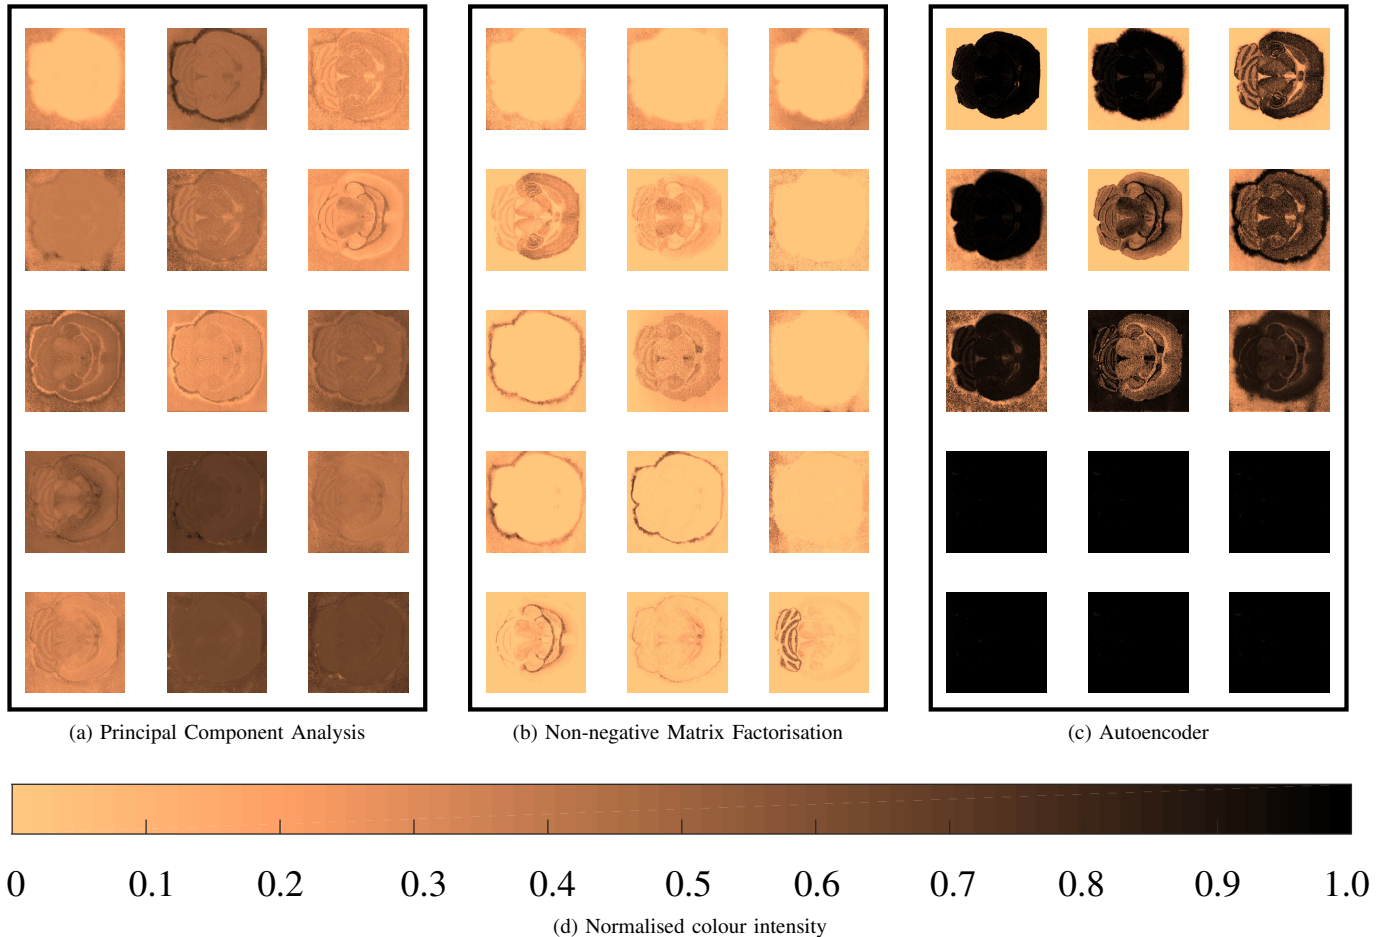 (a) Principal Component Analysis
(b) Non-negative Matrix Factorisation
(c) Autoencoder
0 0.1 0.2 0.3 0.4 0.5 0.6 0.7 0.8 0.9 1.0
(d) Normalised colour intensity